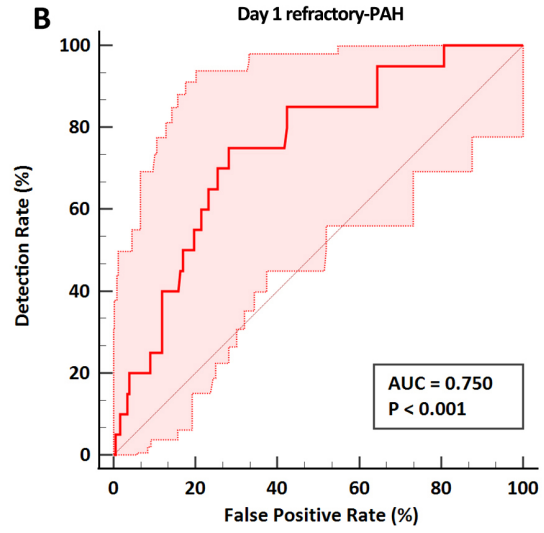 B
Day 1 refractory-PAH
100
80
60
40
20
0
Detection Rate (%)
AUC = 0.750
P < 0.001
0 20 40 60 80 100
False Positive Rate (%)